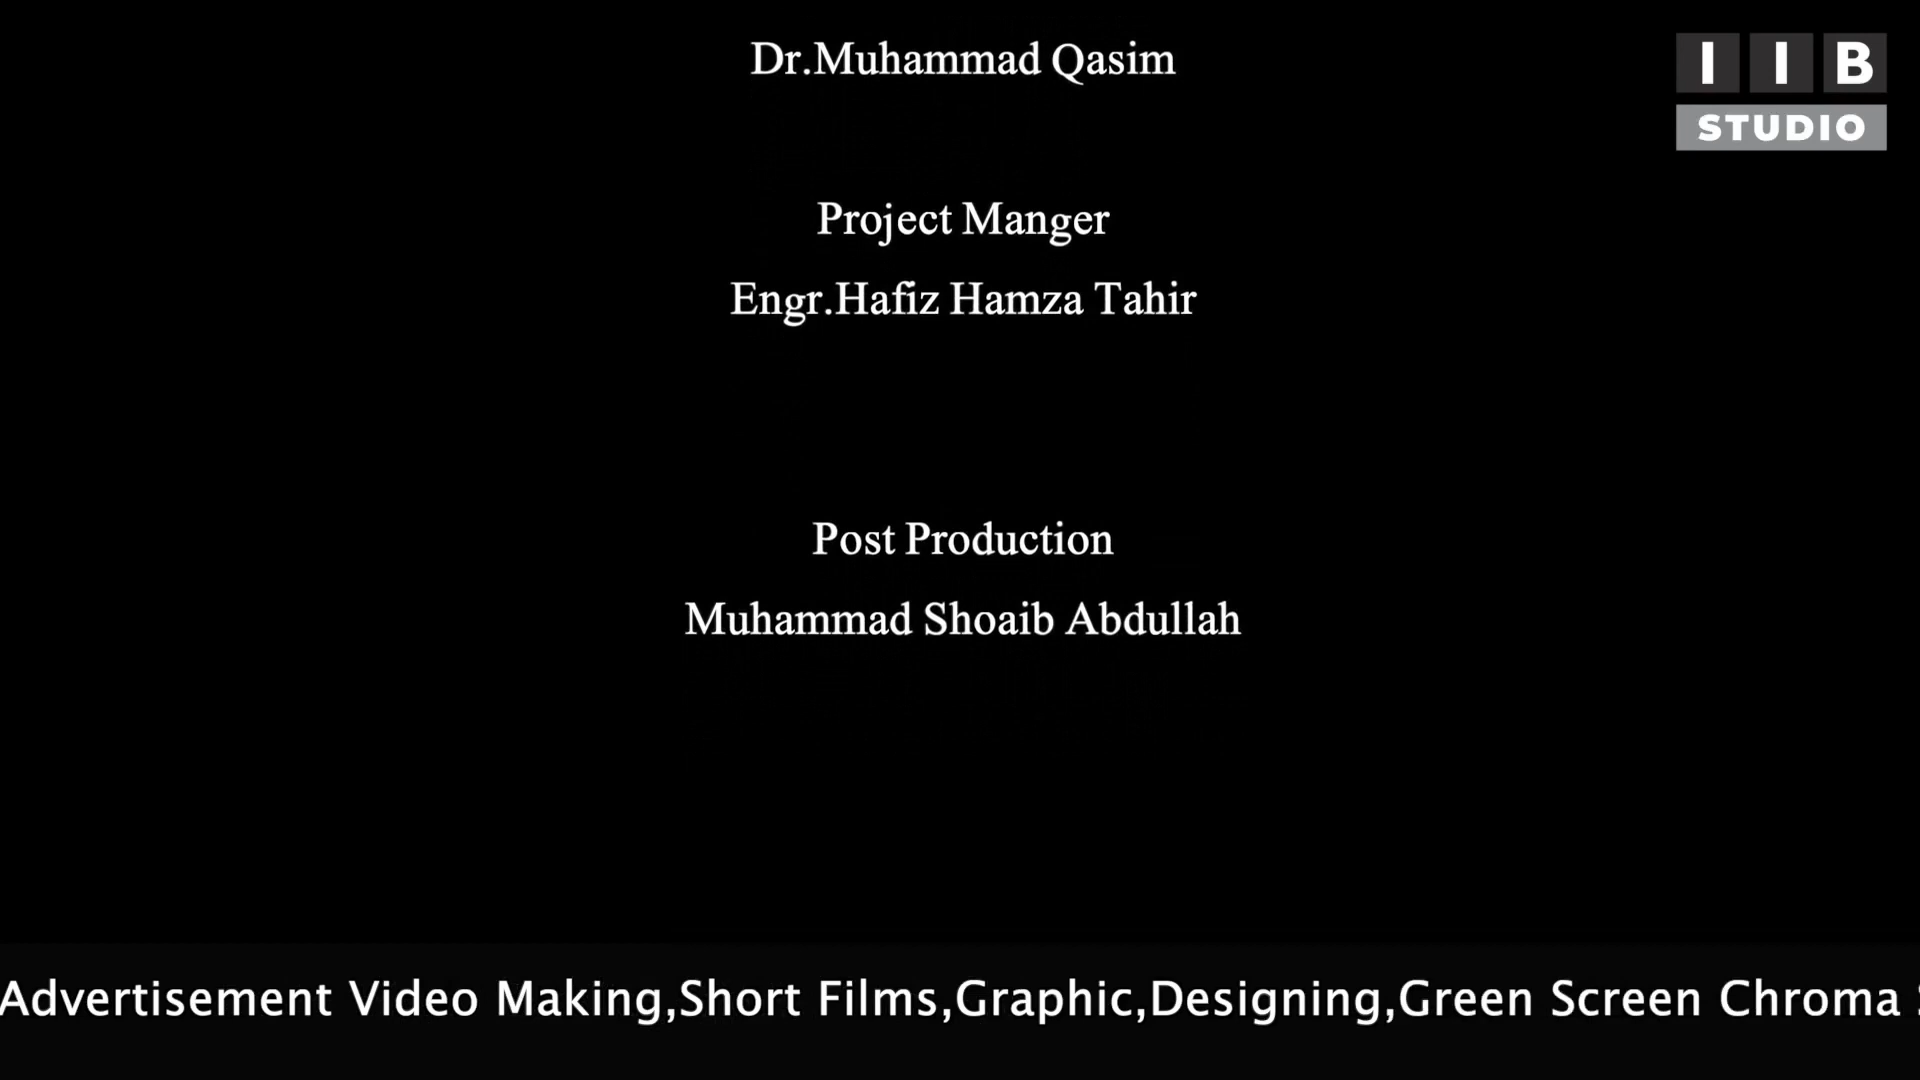 Dr.Muhammad Qasim
I I B
STUDIO
Project Manger
Engr.Hafiz Hamza Tahir
Post Production
Muhammad Shoaib Abdullah
Advertisement Video Making,Short Films,Graphic,Designing,Green Screen Chroma